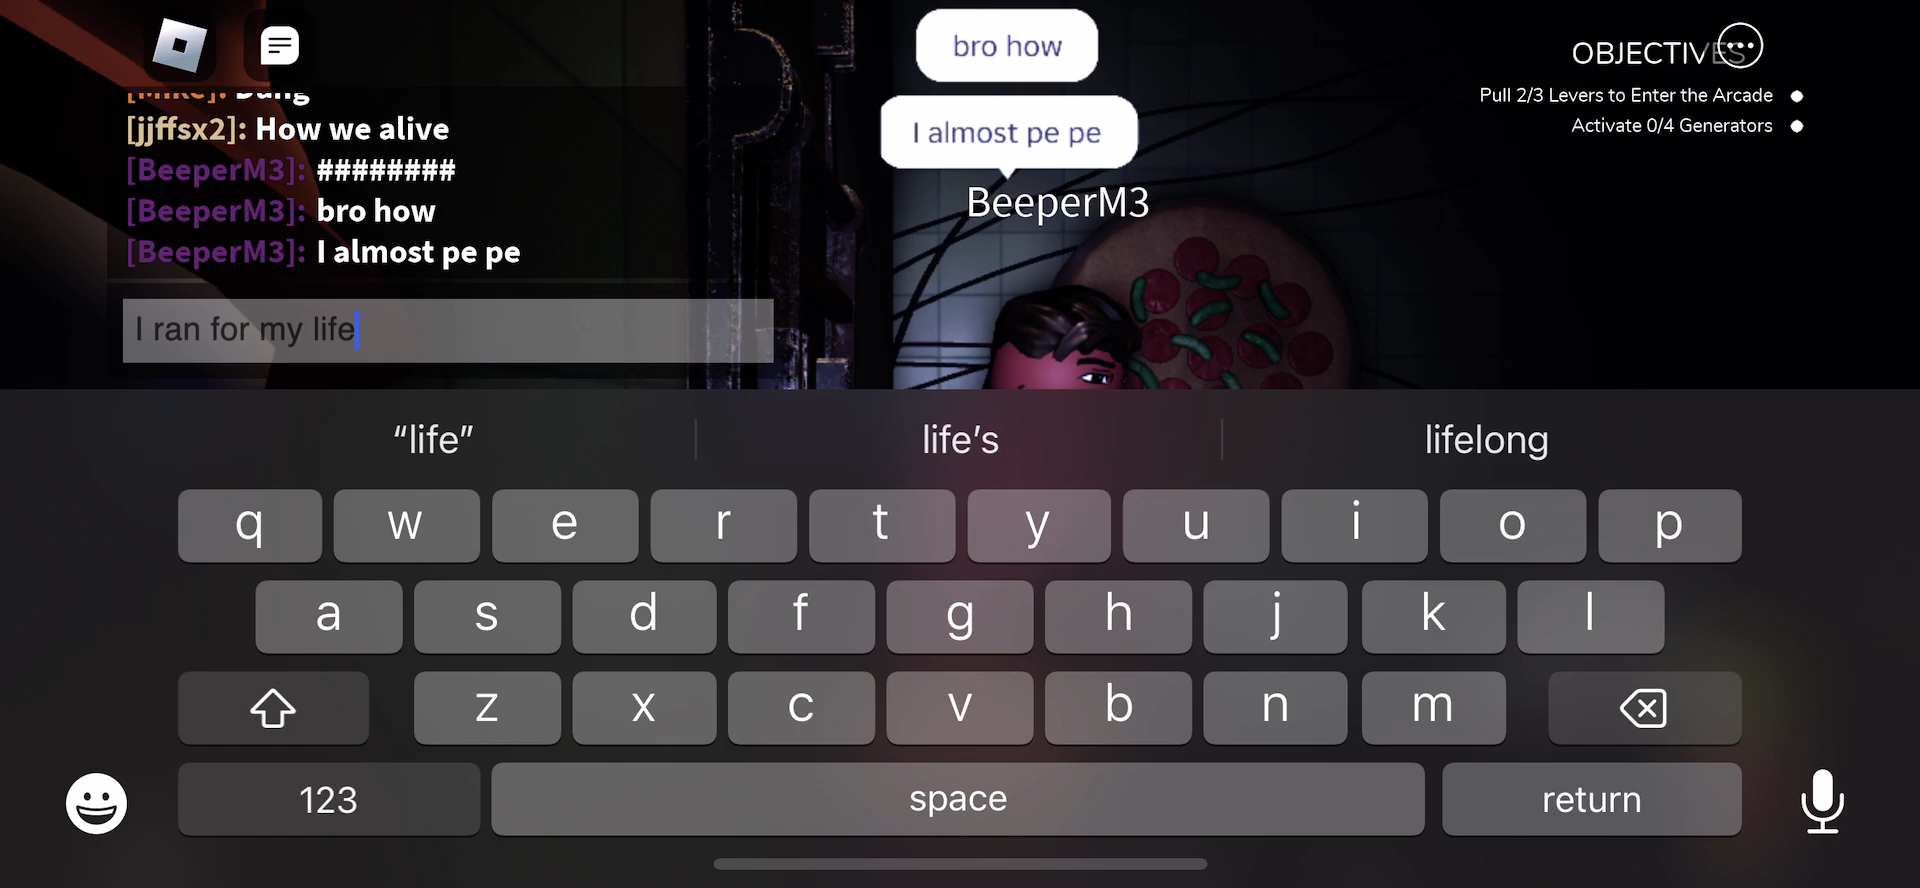 bro how
I almost pe pe
BeeperM3
OBJECTIVES
Pull 2/3 Levers to Enter the Arcade
Activate 0/4 Generators
[Mike]: Dang
[jjffsx2]: How we alive
[BeeperM3]: ########
[BeeperM3]: bro how
[BeeperM3]: I almost pe pe
I ran for my life
“life” life’s lifelong
q w e r t y u i o p
a s d f g h j k l
z x c v b n m
123 space return